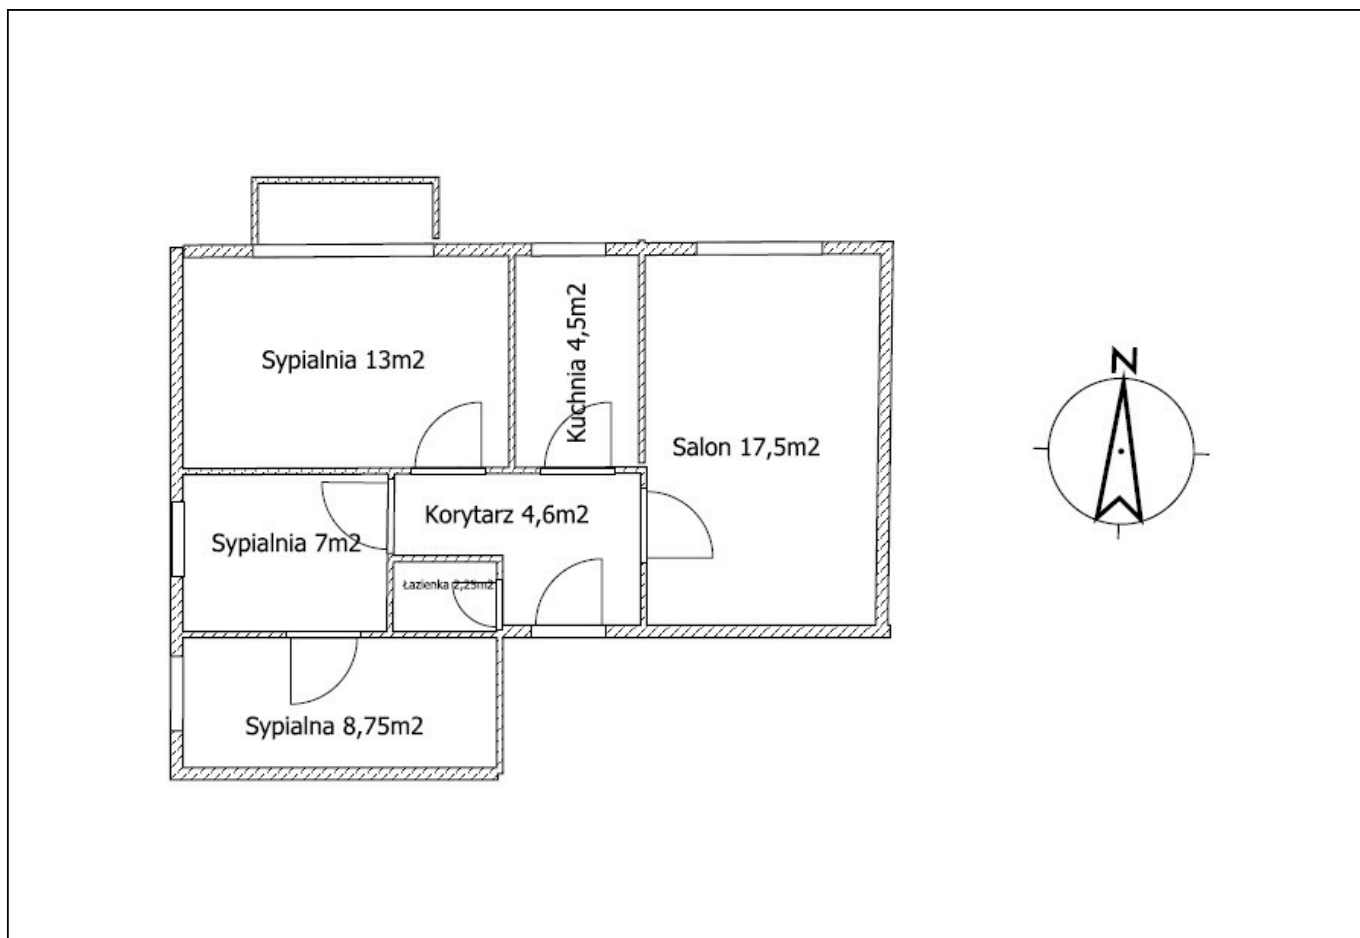 Sypialnia 13m2
Kuchnia 4,5m2
Salon 17,5m2
N
Korytarz 4,6m2
Sypialnia 7m2
Łazienka 2,25m2
Sypialna 8,75m2